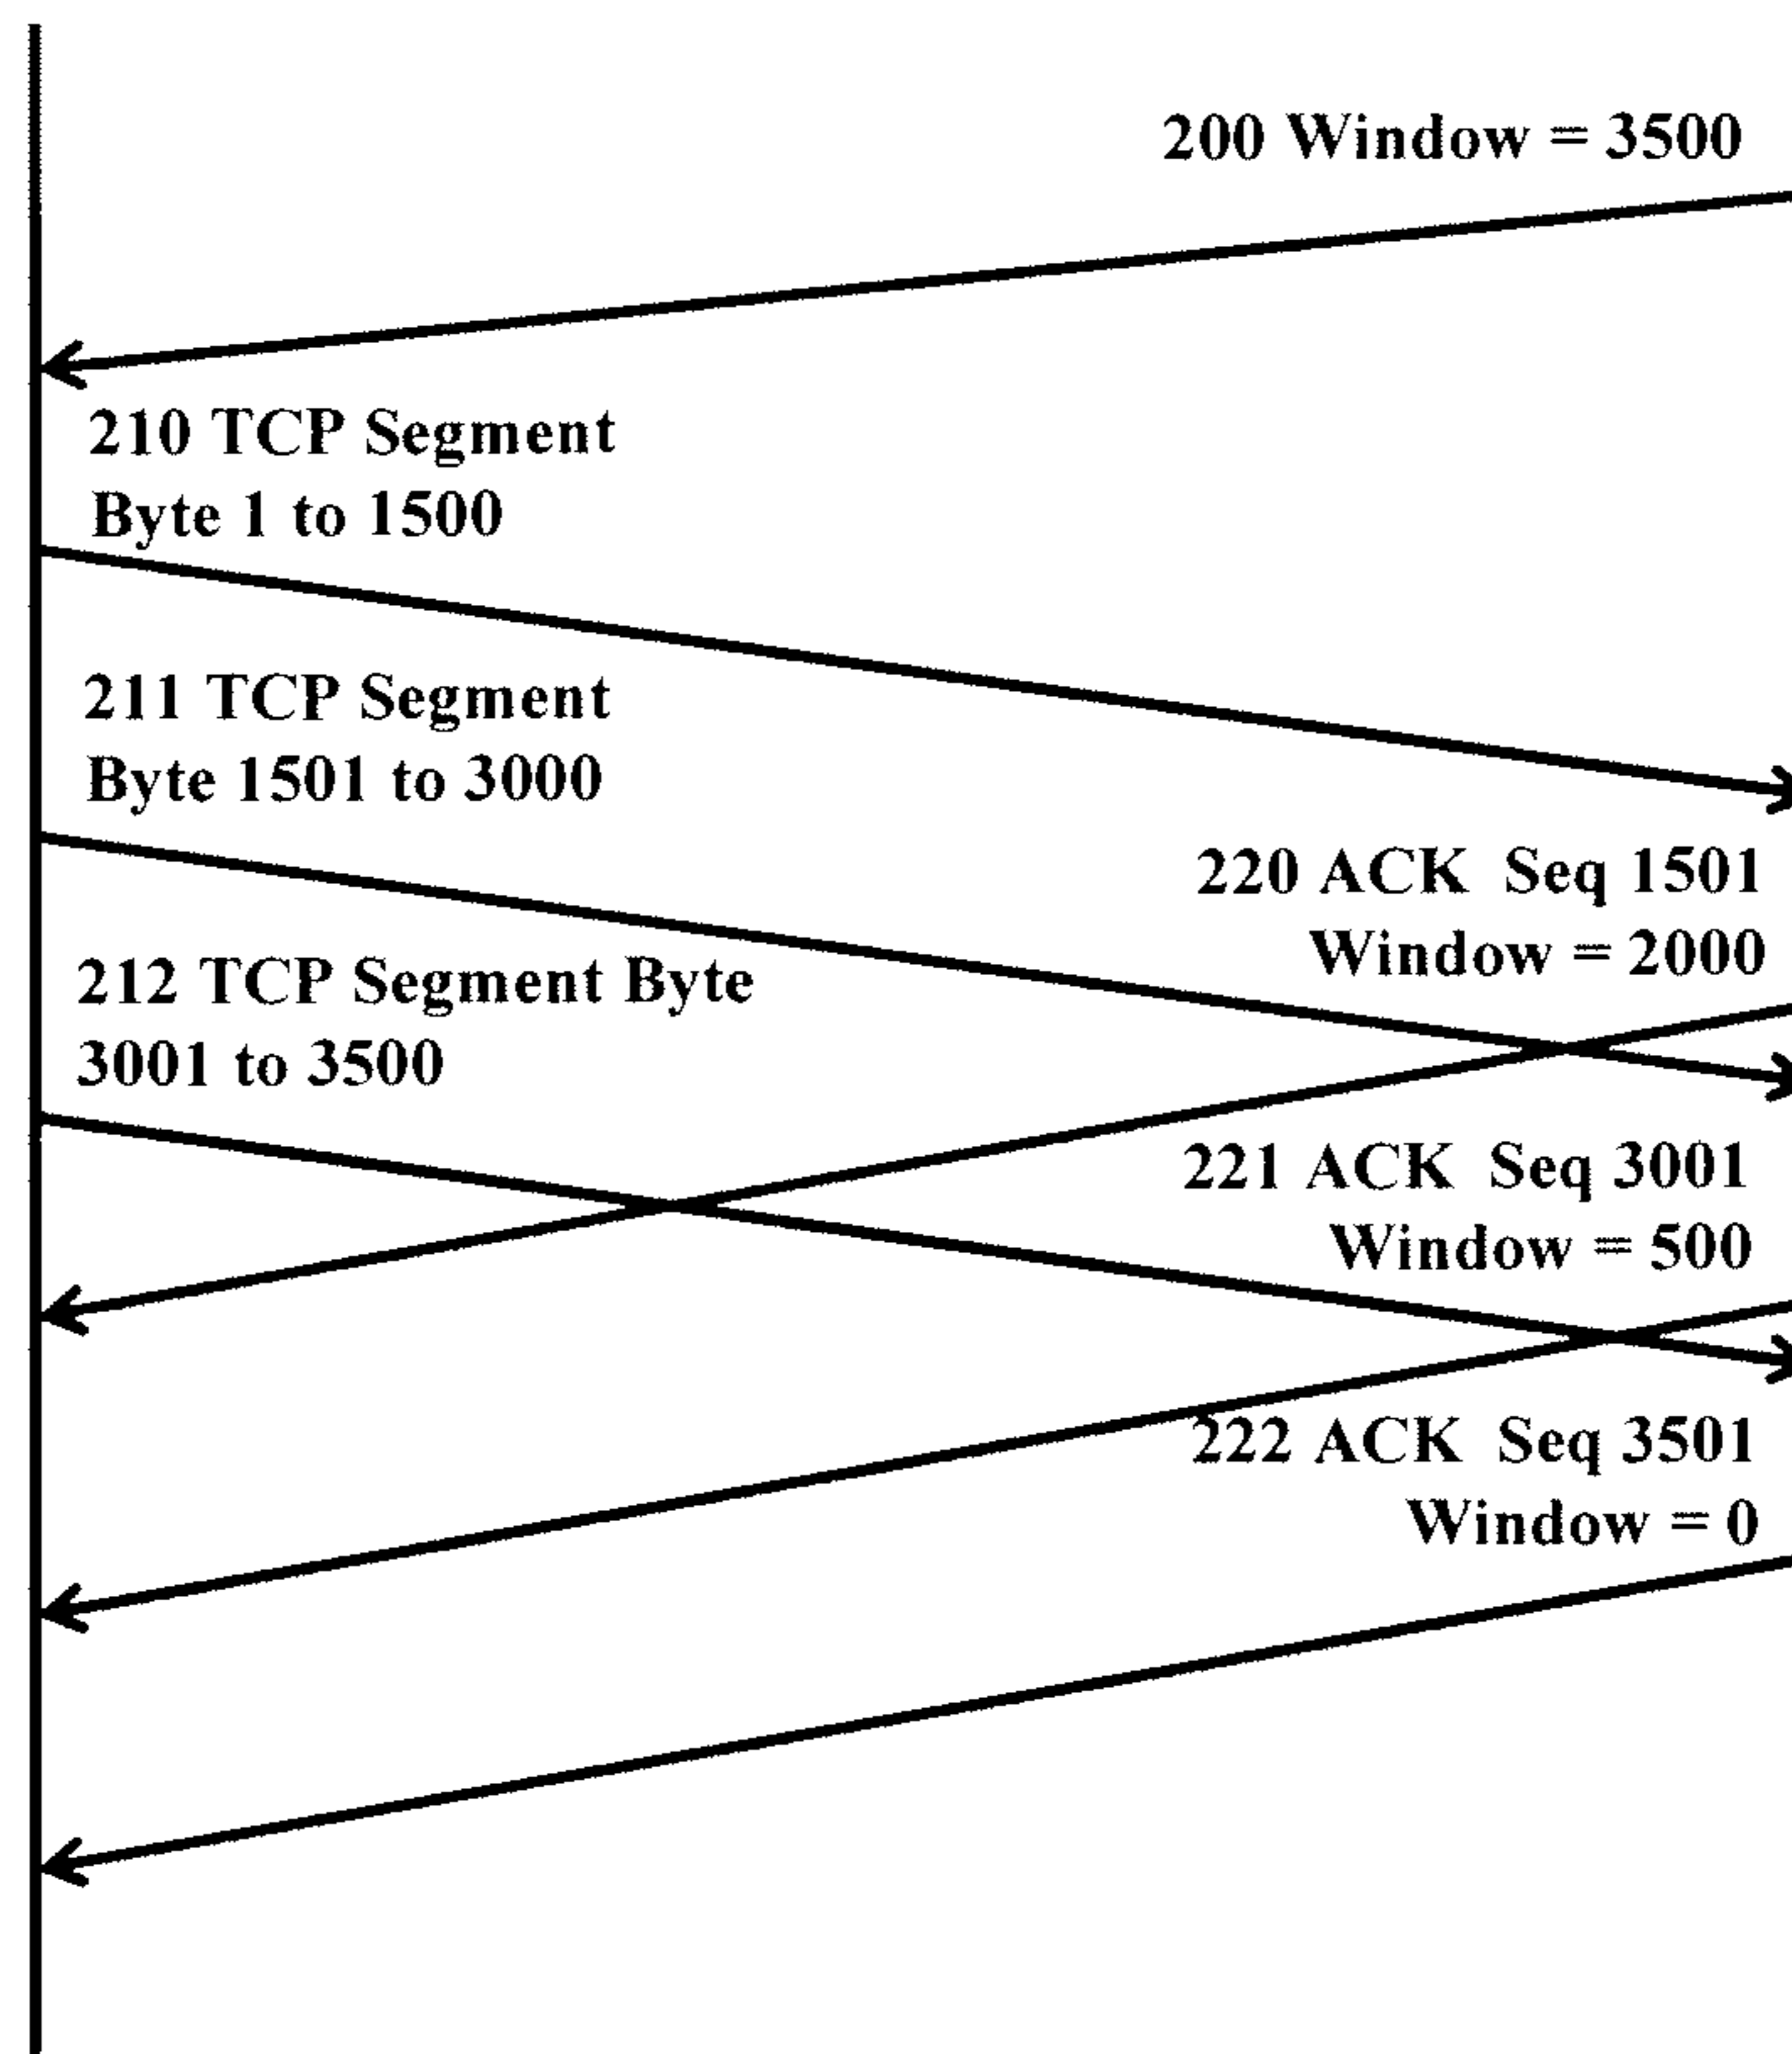 200 Window = 3500
210 TCP Segment
Byte 1 to 1500
211 TCP Segment
Byte 1501 to 3000
220 ACK Seq 1501
Window = 2000
212 TCP Segment Byte
3001 to 3500
221 ACK Seq 3001
Window = 500
222 ACK Seq 3501
Window = 0